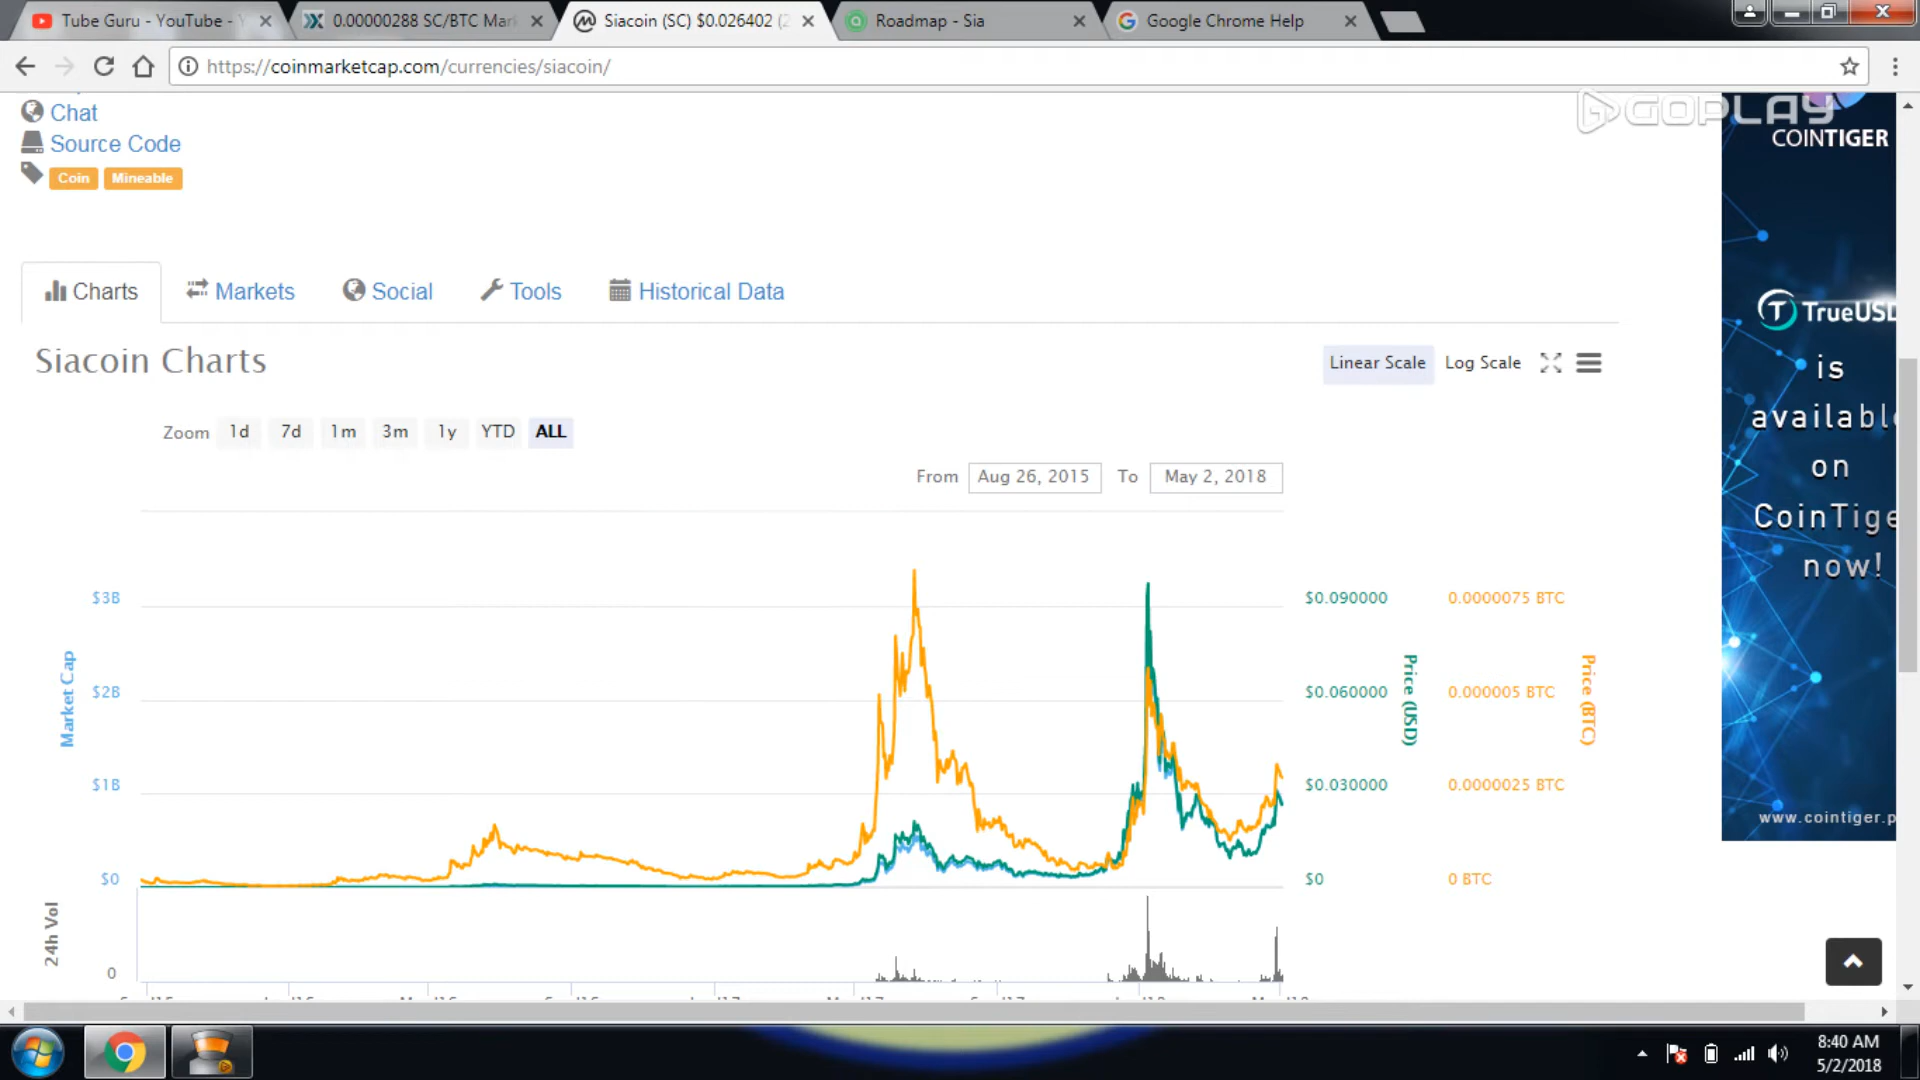 Tube Guru - YouTube -
0.00000288 SC/BTC Mark
Siacoin (SC) $0.026402 (2
Roadmap - Sia
Google Chrome Help
https://coinmarketcap.com/currencies/siacoin/
Chat
Source Code
Coin Mineable
GOPLAY
COINTIGER
Charts Markets Social Tools Historical Data
TrueUSD
is
available
on
CoinTige
now!
www.cointiger.p
Siacoin Charts
Linear Scale Log Scale
Zoom 1d 7d 1m 3m 1y YTD ALL
From Aug 26, 2015 To May 2, 2018
$3B
$2B
$1B
$0
Market Cap
$0.090000
$0.060000
$0.030000
$0
Price (USD)
0.0000075 BTC
0.000005 BTC
0.0000025 BTC
0 BTC
Price (BTC)
24h Vol
0
8:40 AM
5/2/2018